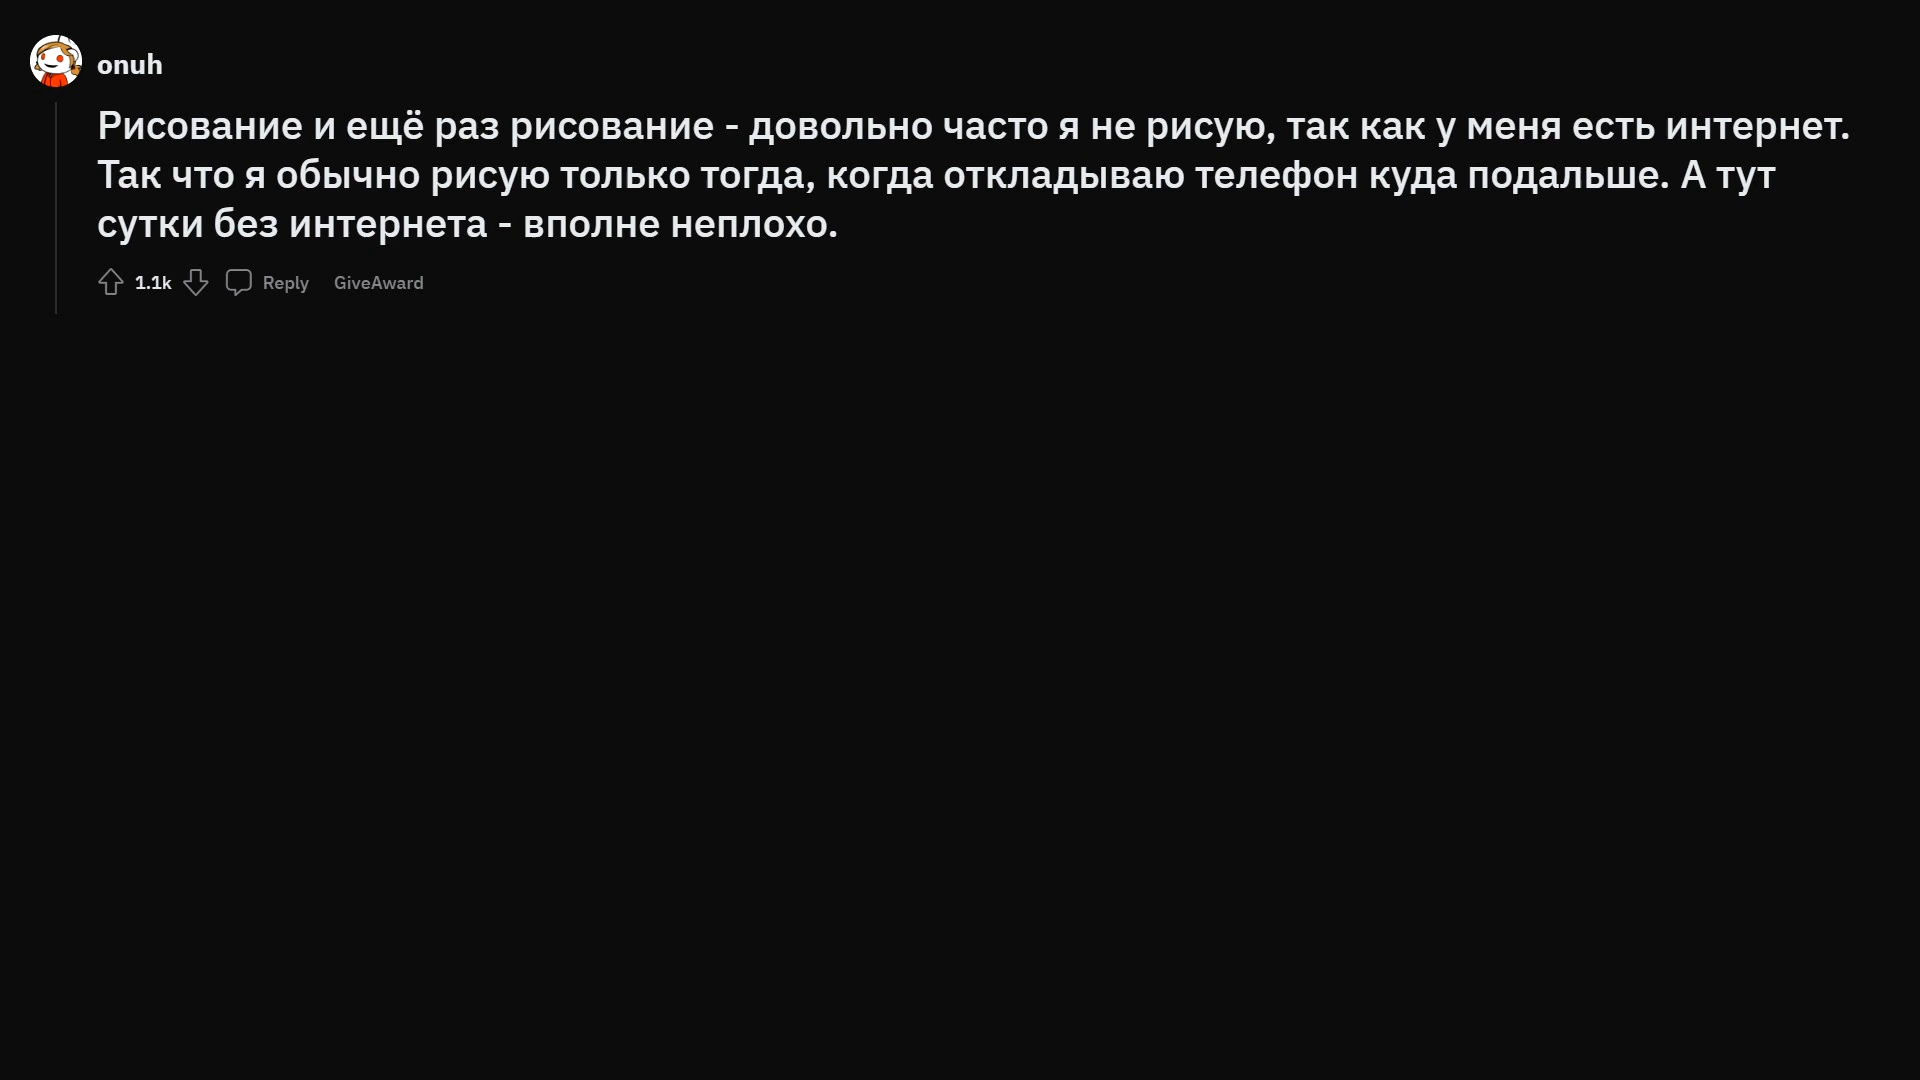 onuh
Рисование и ещё раз рисование - довольно часто я не рисую, так как у меня есть интернет.
Так что я обычно рисую только тогда, когда откладываю телефон куда подальше. А тут
сутки без интернета - вполне неплохо.
1.1k Reply GiveAward